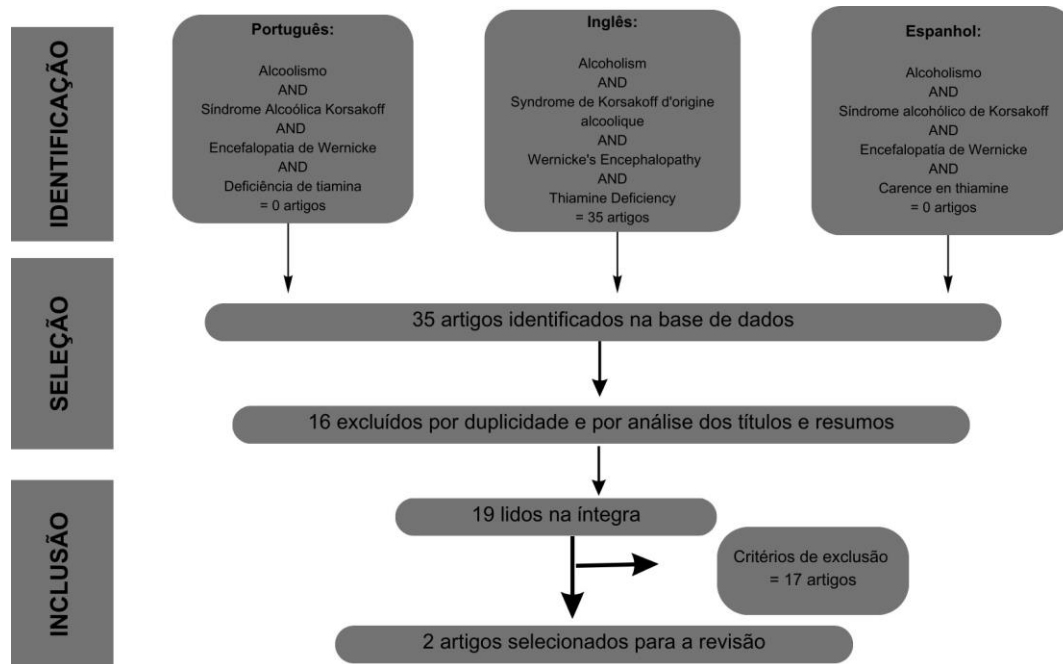 IDENTIFICAÇÃO
Português:
Alcoolismo
AND
Síndrome Alcoólica Korsakoff
AND
Encefalopatia de Wernicke
AND
Deficiência de tiamina
= 0 artigos
Inglês:
Alcoholism
AND
Syndrome de Korsakoff d'origine
alcoolique
AND
Wernicke's Encephalopathy
AND
Thiamine Deficiency
= 35 artigos
Espanhol:
Alcoholismo
AND
Síndrome alcohólico de Korsakoff
AND
Encefalopatia de Wernicke
AND
Carence en thiamine
= 0 artigos
SELEÇÃO
35 artigos identificados na base de dados
16 excluídos por duplicidade e por análise dos títulos e resumos
INCLUSÃO
19 lidos na íntegra
Critérios de exclusão
= 17 artigos
2 artigos selecionados para a revisão